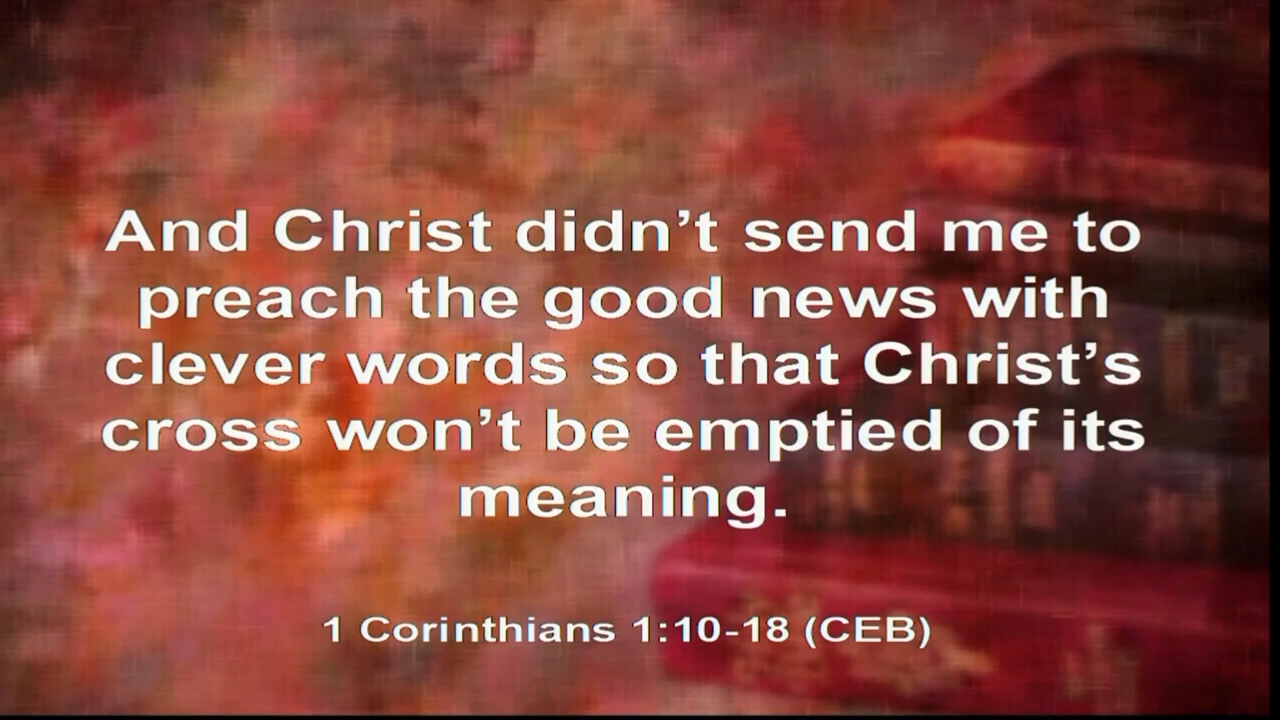 And Christ didn’t send me to
preach the good news with
clever words so that Christ’s
cross won’t be emptied of its
meaning.
1 Corinthians 1:10-18 (CEB)